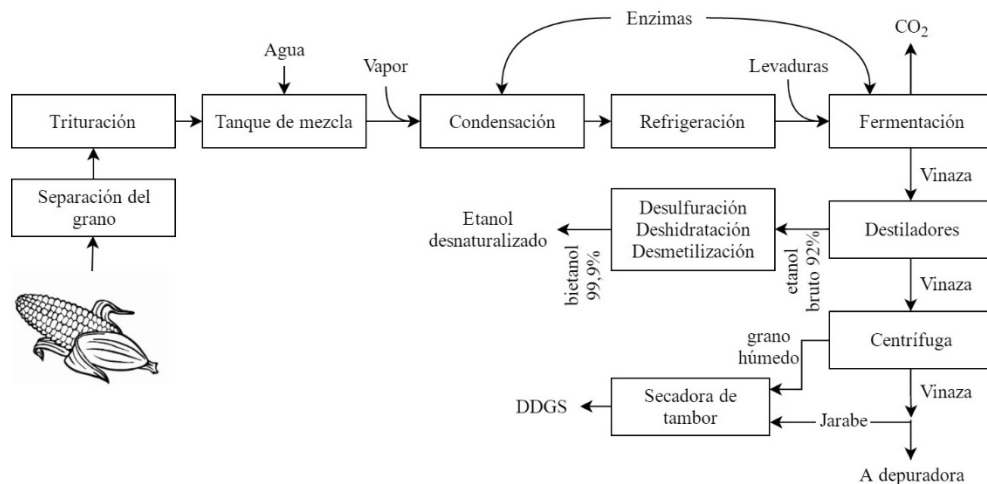 Enzimas
CO2
Agua
Vapor
Levaduras
Trituración
Tanque de mezcla
Condensación
Refrigeración
Fermentación
Separación del
grano
Vinaza
Etanol
desnaturalizado
bietanol
99,9%
Desulfuración
Deshidratación
Desmetilización
etanol
bruto 92%
Destiladores
Vinaza
grano
húmedo
Centrífuga
Vinaza
DDGS
Secadora de
tambor
Jarabe
A depuradora